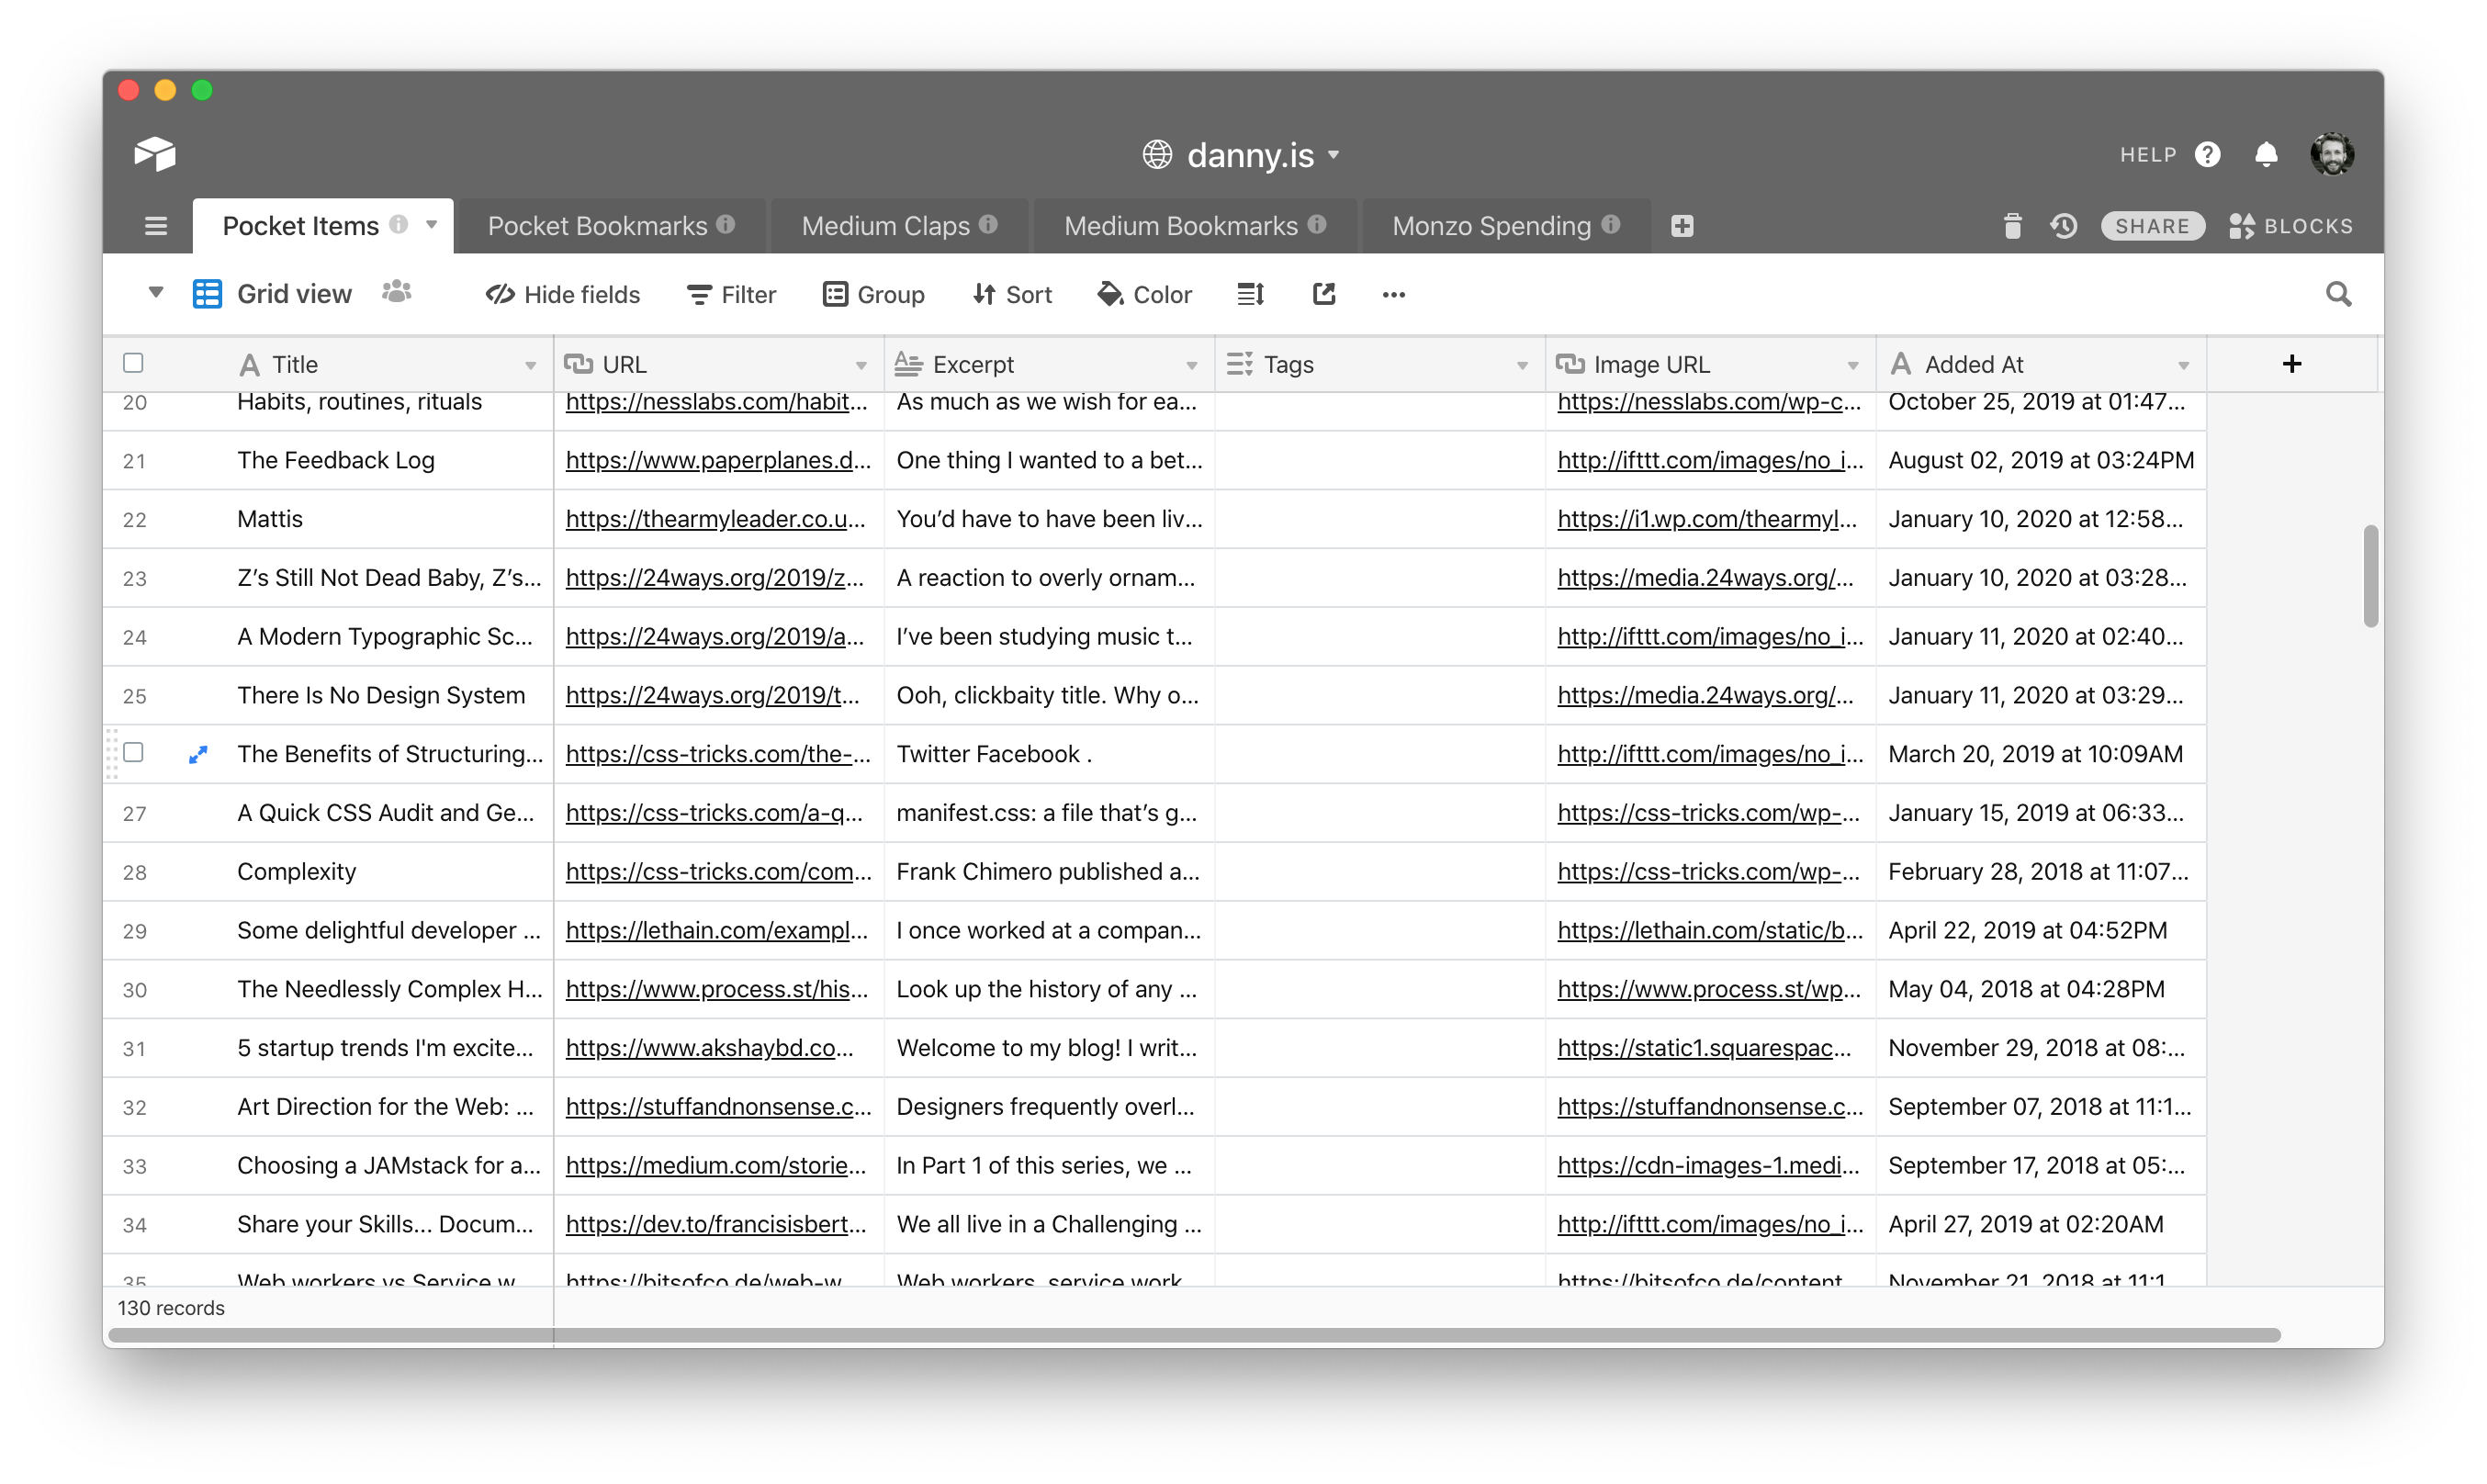 danny.is
HELP
Pocket Items Pocket Bookmarks Medium Claps Medium Bookmarks Monzo Spending SHARE BLOCKS
Grid view Hide fields Filter Group Sort Color
Title URL Excerpt Tags Image URL Added At
20 Habits, routines, rituals https://nesslabs.com/habit... As much as we wish for ea... https://nesslabs.com/wp-c... October 25, 2019 at 01:47...
21 The Feedback Log https://www.paperplanes.d... One thing I wanted to a bet... http://ifttt.com/images/no_i... August 02, 2019 at 03:24PM
22 Mattis https://thearmyleader.co.u... You’d have to have been liv... https://i1.wp.com/thearmyl... January 10, 2020 at 12:58...
23 Z’s Still Not Dead Baby, Z’s... https://24ways.org/2019/z... A reaction to overly ornam... https://media.24ways.org/... January 10, 2020 at 03:28...
24 A Modern Typographic Sc... https://24ways.org/2019/a... I’ve been studying music t... http://ifttt.com/images/no_i... January 11, 2020 at 02:40...
25 There Is No Design System https://24ways.org/2019/t... Ooh, clickbaity title. Why o... https://media.24ways.org/... January 11, 2020 at 03:29...
The Benefits of Structuring... https://css-tricks.com/the-... Twitter Facebook . http://ifttt.com/images/no_i... March 20, 2019 at 10:09AM
27 A Quick CSS Audit and Ge... https://css-tricks.com/a-q... manifest.css: a file that’s g... https://css-tricks.com/wp-... January 15, 2019 at 06:33...
28 Complexity https://css-tricks.com/com... Frank Chimero published a... https://css-tricks.com/wp-... February 28, 2018 at 11:07...
29 Some delightful developer ... https://lethain.com/exampl... I once worked at a compan... https://lethain.com/static/b... April 22, 2019 at 04:52PM
30 The Needlessly Complex H... https://www.process.st/his... Look up the history of any ... https://www.process.st/wp... May 04, 2018 at 04:28PM
31 5 startup trends I'm excite... https://www.akshaybd.co... Welcome to my blog! I writ... https://static1.squarespac... November 29, 2018 at 08:...
32 Art Direction for the Web: ... https://stuffandnonsense.c... Designers frequently overl... https://stuffandnonsense.c... September 07, 2018 at 11:1...
33 Choosing a JAMstack for a... https://medium.com/storie... In Part 1 of this series, we ... https://cdn-images-1.medi... September 17, 2018 at 05:...
34 Share your Skills... Docum... https://dev.to/francisisbert... We all live in a Challenging ... http://ifttt.com/images/no_i... April 27, 2019 at 02:20AM
35 Web workers vs Service w... https://bitsofco.de/web-w... Web workers, service work... https://bitsofco.de/content... November 21, 2018 at 11:1...
130 records